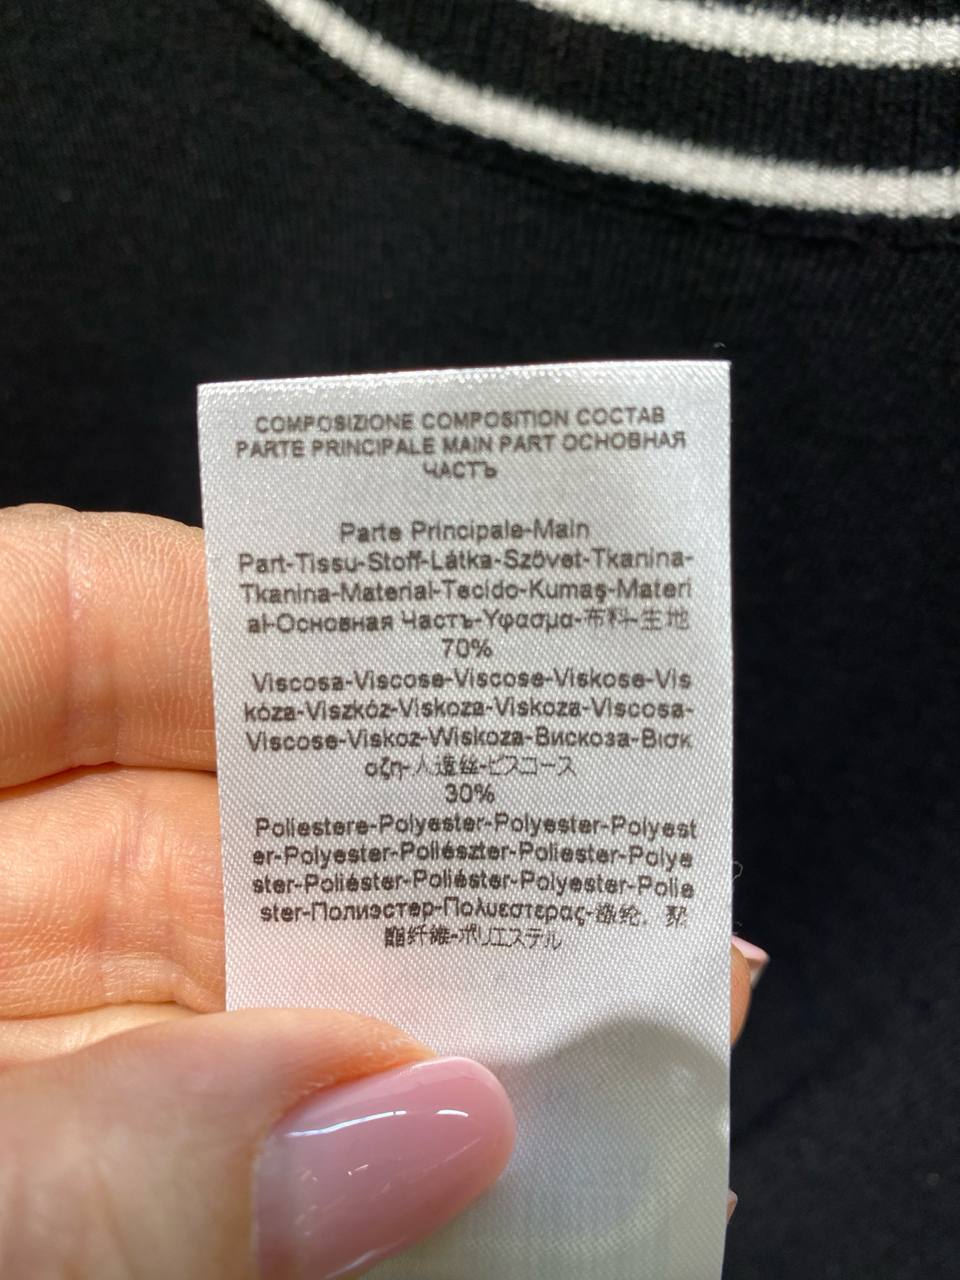 COMPOSIZIONE COMPOSITION СОСТАВ
PARTE PRINCIPALE MAIN PART ОСНОВНАЯ
ЧАСТЪ
Parte Principale-Main
Part-Tissu-Stoff-Látka-Szövet-Tkanina-
Tkanina-Material-Tecido-Kumaş-Materi
al-Основная Часть-Υφασμα-布料-生地
70%
Viscosa-Viscose-Viscose-Viskose-Vis
kóza-Viszkóz-Viskoza-Viskoza-Viscosa-
Viscose-Viskoz-Wiskoza-Вискоза-Βισκ
οζη-人造丝-ビスコース
30%
Poliestere-Polyester-Polyester-Polyest
er-Polyester-Poliészter-Poliester-Polye
ster-Poliéster-Poliéster-Polyester-Polie
ster-Полиэстер-Πολυεστερας-涤纶，聚
酯纤维-ポリエステル